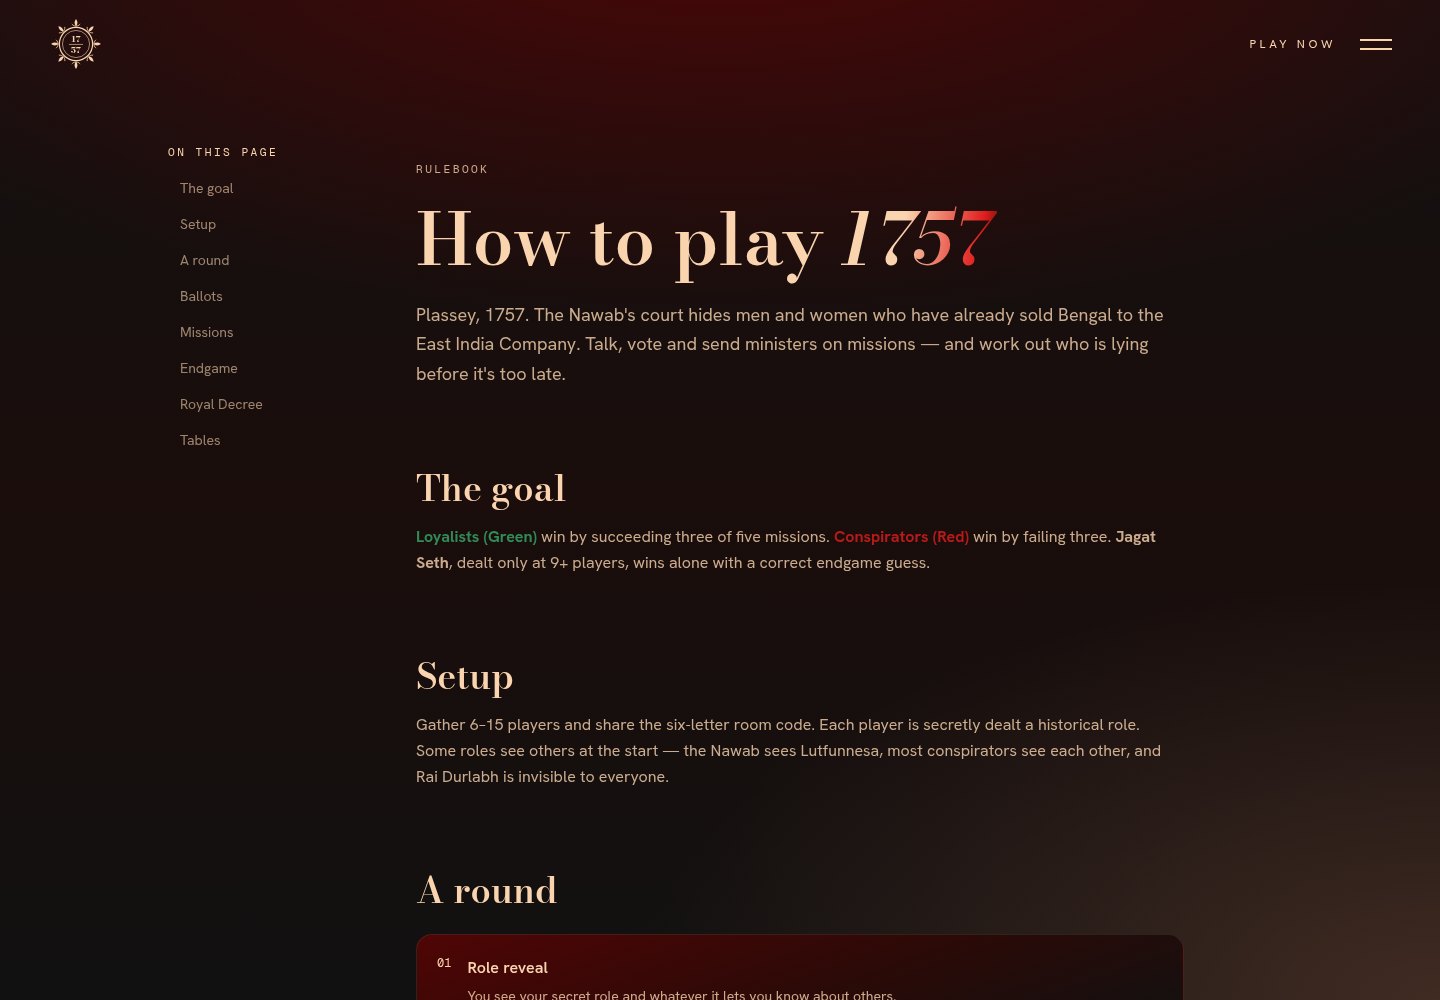 17
57
PLAY NOW
ON THIS PAGE
The goal
Setup
A round
Ballots
Missions
Endgame
Royal Decree
Tables
RULEBOOK
How to play 1757
Plassey, 1757. The Nawab's court hides men and women who have already sold Bengal to the
East India Company. Talk, vote and send ministers on missions — and work out who is lying
before it's too late.
The goal
Loyalists (Green) win by succeeding three of five missions. Conspirators (Red) win by failing three. Jagat
Seth, dealt only at 9+ players, wins alone with a correct endgame guess.
Setup
Gather 6–15 players and share the six-letter room code. Each player is secretly dealt a historical role.
Some roles see others at the start — the Nawab sees Lutfunnesa, most conspirators see each other, and
Rai Durlabh is invisible to everyone.
A round
01
Role reveal
You see your secret role and whatever it lets you know about others.